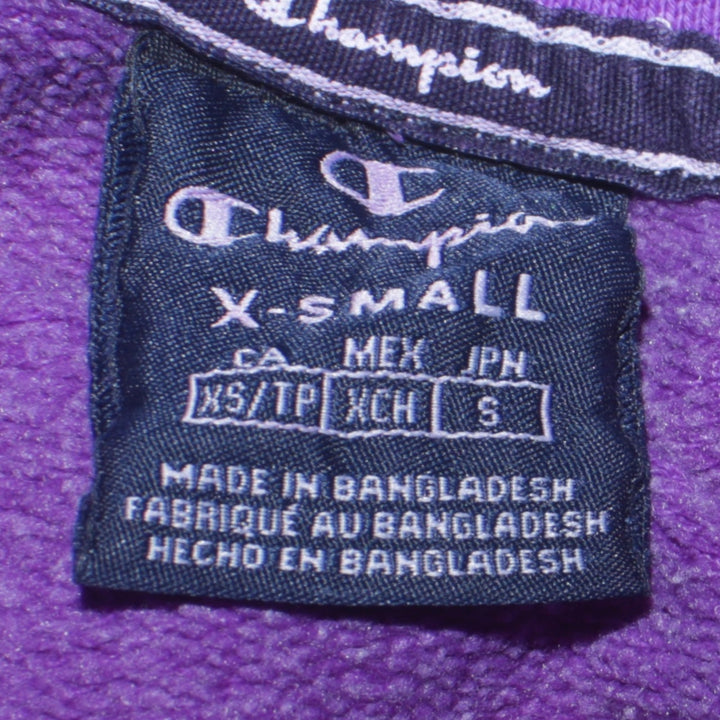 Champion
Champion
X-SMALL
CA MEX JPN
XS/TP XCH S
MADE IN BANGLADESH
FABRIQUÉ AU BANGLADESH
HECHO EN BANGLADESH